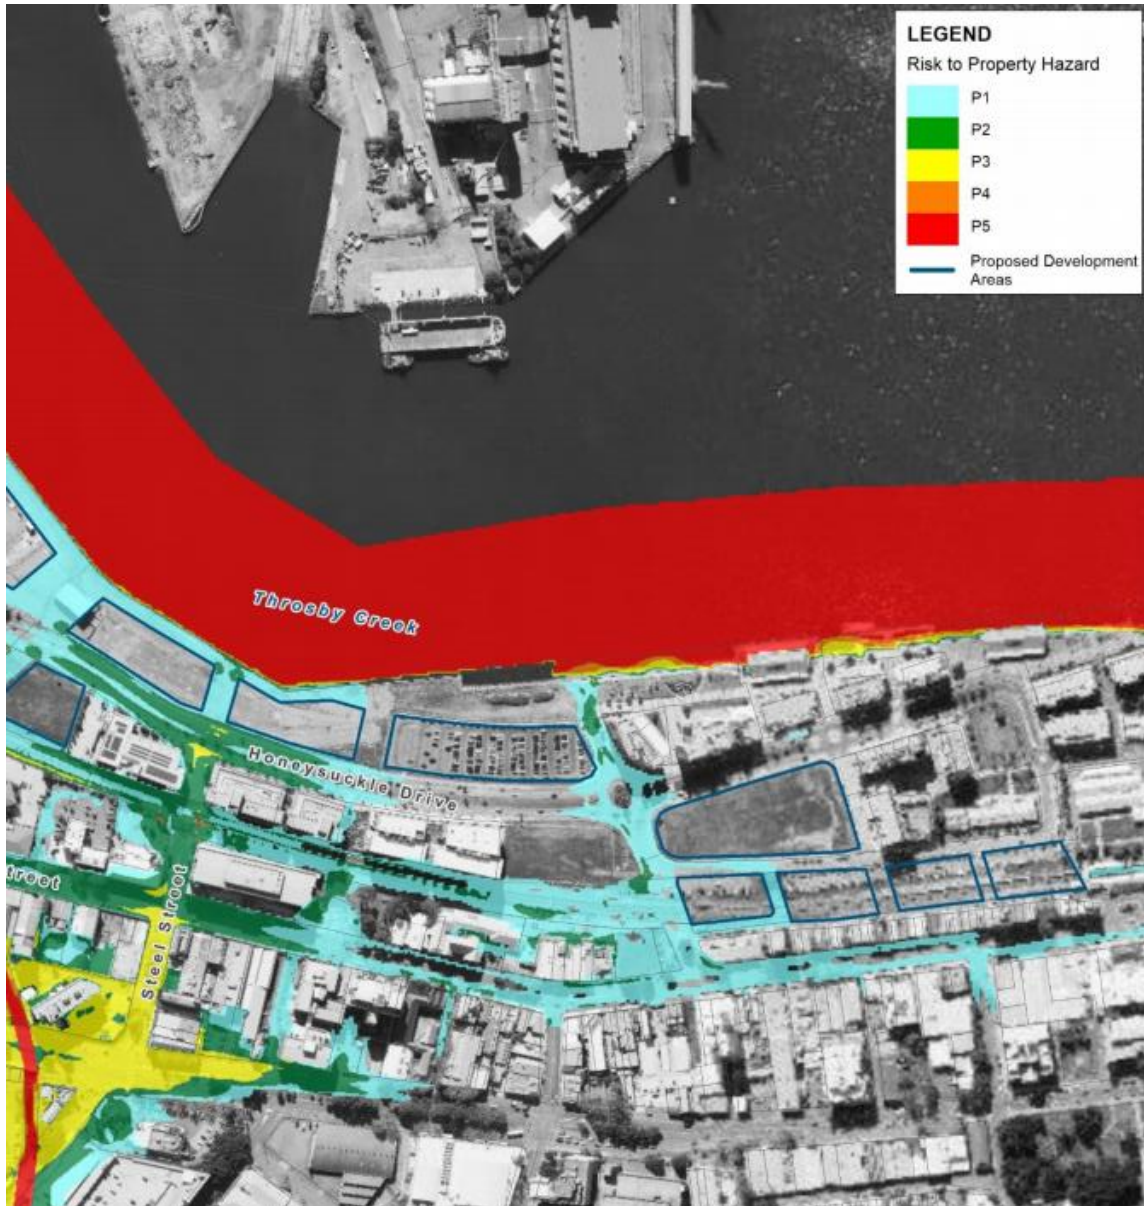 LEGEND
Risk to Property Hazard
P1
P2
P3
P4
P5
Proposed Development
Areas
Throsby Creek
Honeysuckle Drive
treet
Steel Street